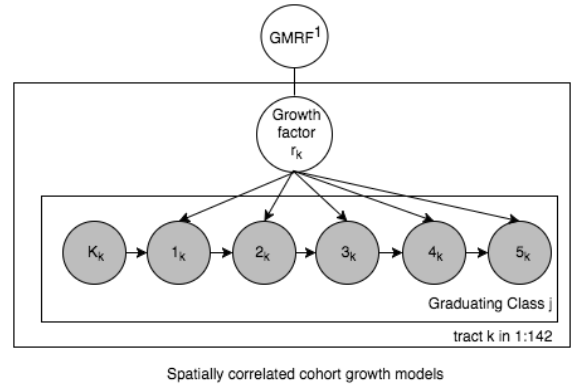 GMRF¹
Growth
factor
rₖ
Kₖ 1ₖ 2ₖ 3ₖ 4ₖ 5ₖ
Graduating Class j
tract k in 1:142
Spatially correlated cohort growth models